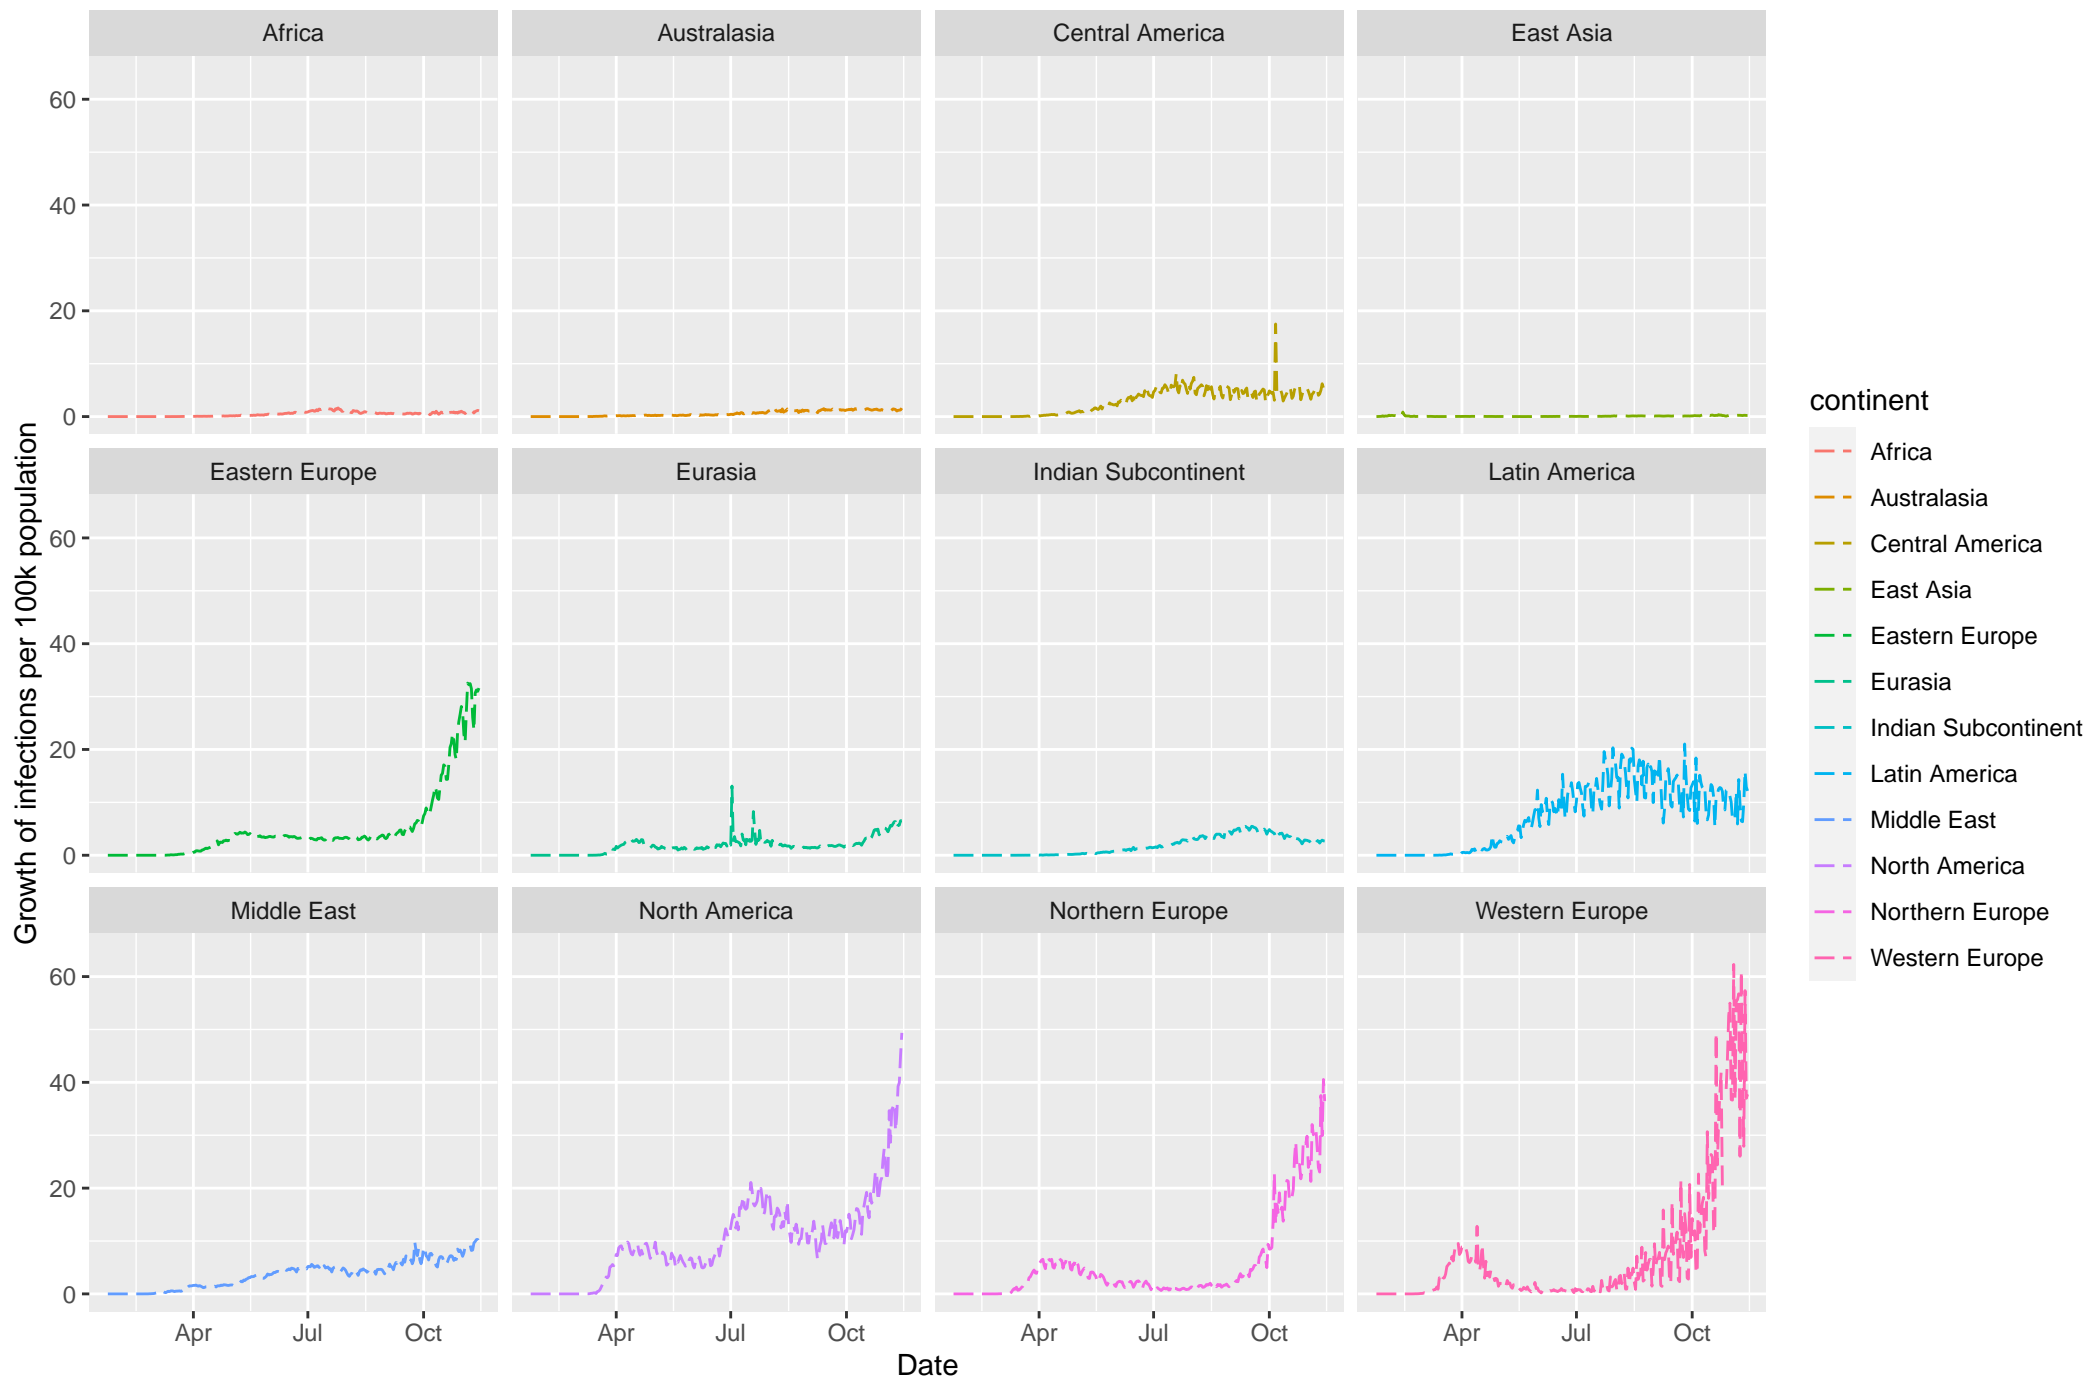 Africa
Australasia
Central America
East Asia
60
40
20
0
Eastern Europe
Eurasia
Indian Subcontinent
Latin America
60
40
20
0
Middle East
North America
Northern Europe
Western Europe
60
40
20
0
Apr Jul Oct
Apr Jul Oct
Apr Jul Oct
Apr Jul Oct
Date
Growth of infections per 100k population
continent
Africa
Australasia
Central America
East Asia
Eastern Europe
Eurasia
Indian Subcontinent
Latin America
Middle East
North America
Northern Europe
Western Europe